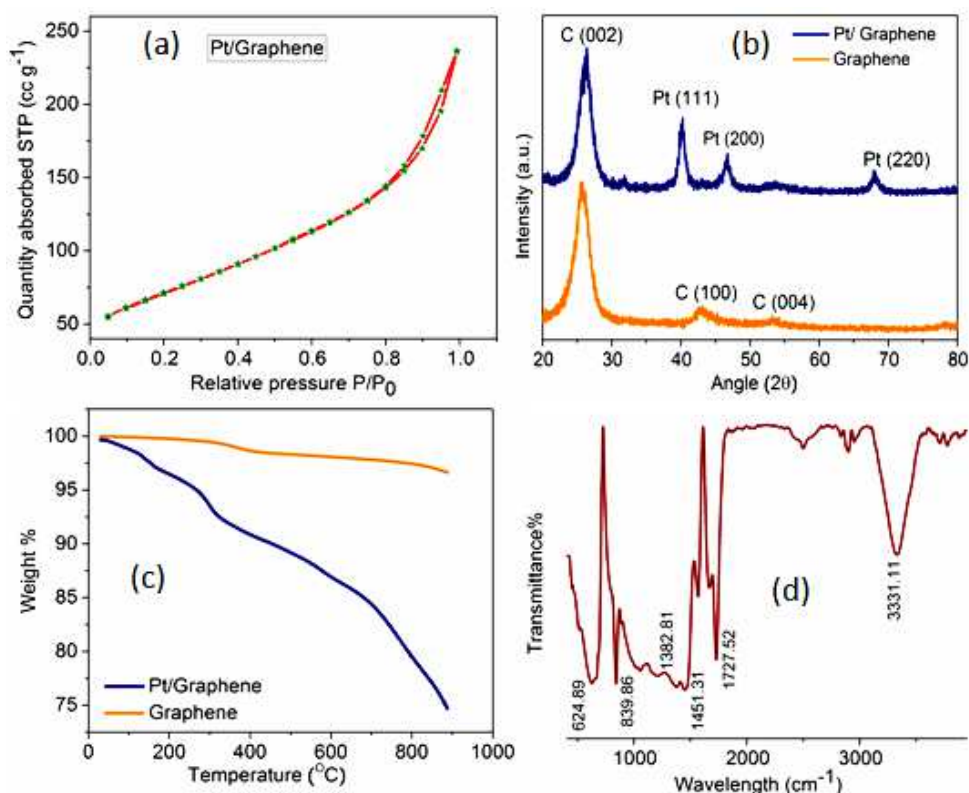 (a)
Pt/Graphene
Quantity absorbed STP (cc g-1)
250
200
150
100
50
0.0 0.2 0.4 0.6 0.8 1.0
Relative pressure P/P0
(b)
Pt/ Graphene
Graphene
C (002)
Pt (111)
Pt (200)
Pt (220)
C (100)
C (004)
Intensity (a.u.)
20 30 40 50 60 70 80
Angle (2θ)
(c)
Weight %
100
95
90
85
80
75
Pt/Graphene
Graphene
0 200 400 600 800 1000
Temperature (OC)
(d)
Transmittance%
624.89
839.86
1382.81
1451.31
1727.52
3331.11
1000 2000 3000
Wavelength (cm-1)